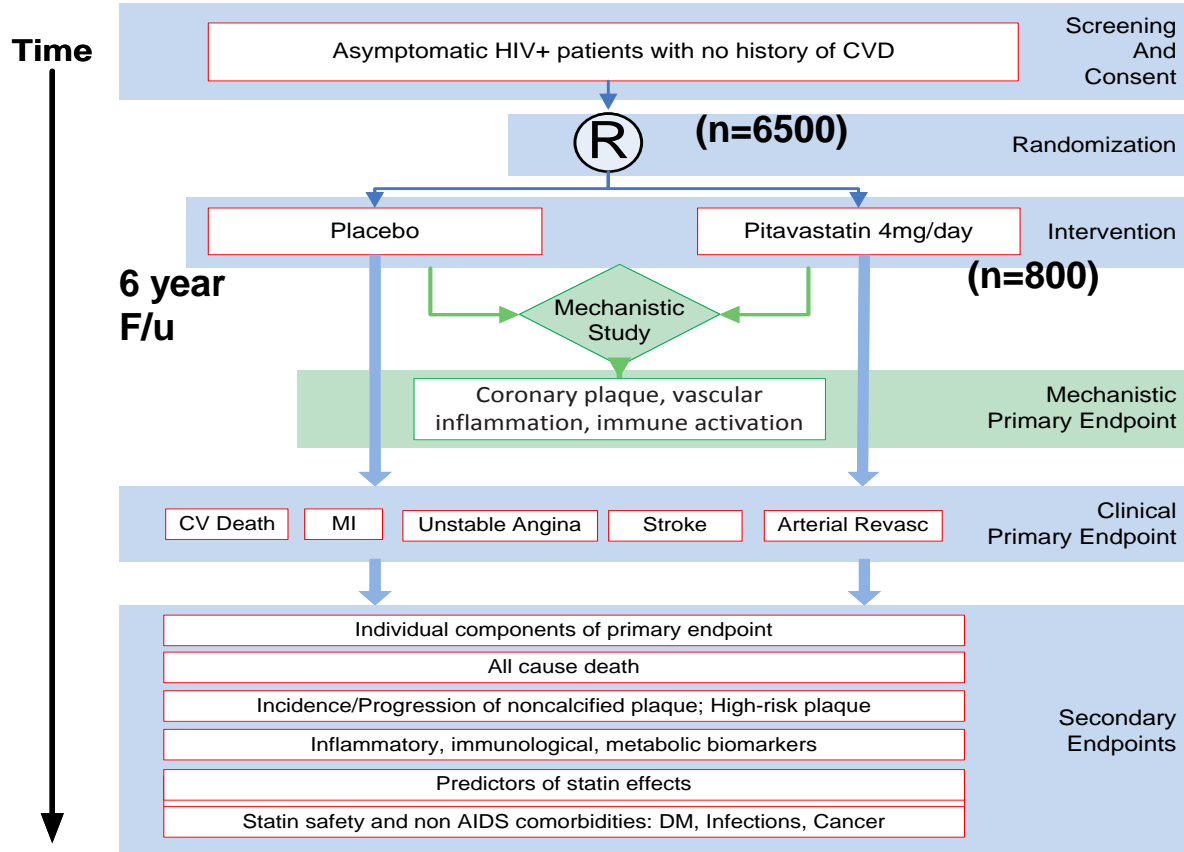 Time
Asymptomatic HIV+ patients with no history of CVD
Screening
And
Consent
R
(n=6500)
Randomization
Placebo
Pitavastatin 4mg/day
Intervention
6 year
F/u
(n=800)
Mechanistic
Study
Coronary plaque, vascular
inflammation, immune activation
Mechanistic
Primary Endpoint
CV Death
MI
Unstable Angina
Stroke
Arterial Revasc
Clinical
Primary Endpoint
Individual components of primary endpoint
All cause death
Incidence/Progression of noncalcified plaque; High-risk plaque
Inflammatory, immunological, metabolic biomarkers
Predictors of statin effects
Statin safety and non AIDS comorbidities: DM, Infections, Cancer
Secondary
Endpoints